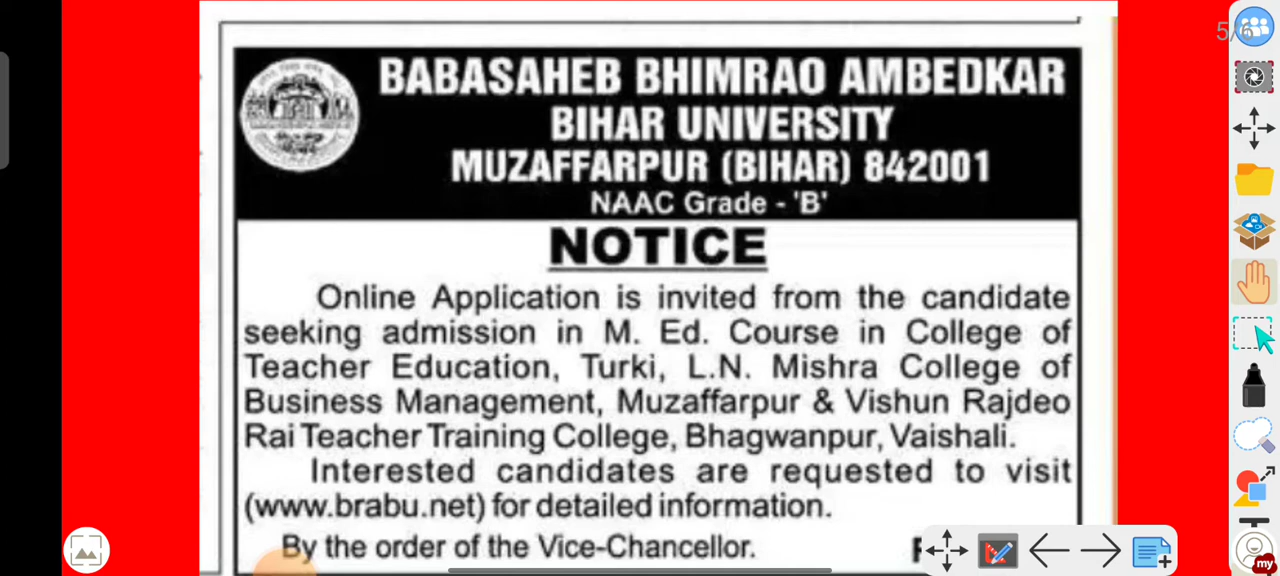 5/6
BABASAHEB BHIMRAO AMBEDKAR
BIHAR UNIVERSITY
MUZAFFARPUR (BIHAR) 842001
NAAC Grade - 'B'
NOTICE
Online Application is invited from the candidate
seeking admission in M. Ed. Course in College of
Teacher Education, Turki, L.N. Mishra College of
Business Management, Muzaffarpur & Vishun Rajdeo
Rai Teacher Training College, Bhagwanpur, Vaishali.
Interested candidates are requested to visit
(www.brabu.net) for detailed information.
By the order of the Vice-Chancellor.
my